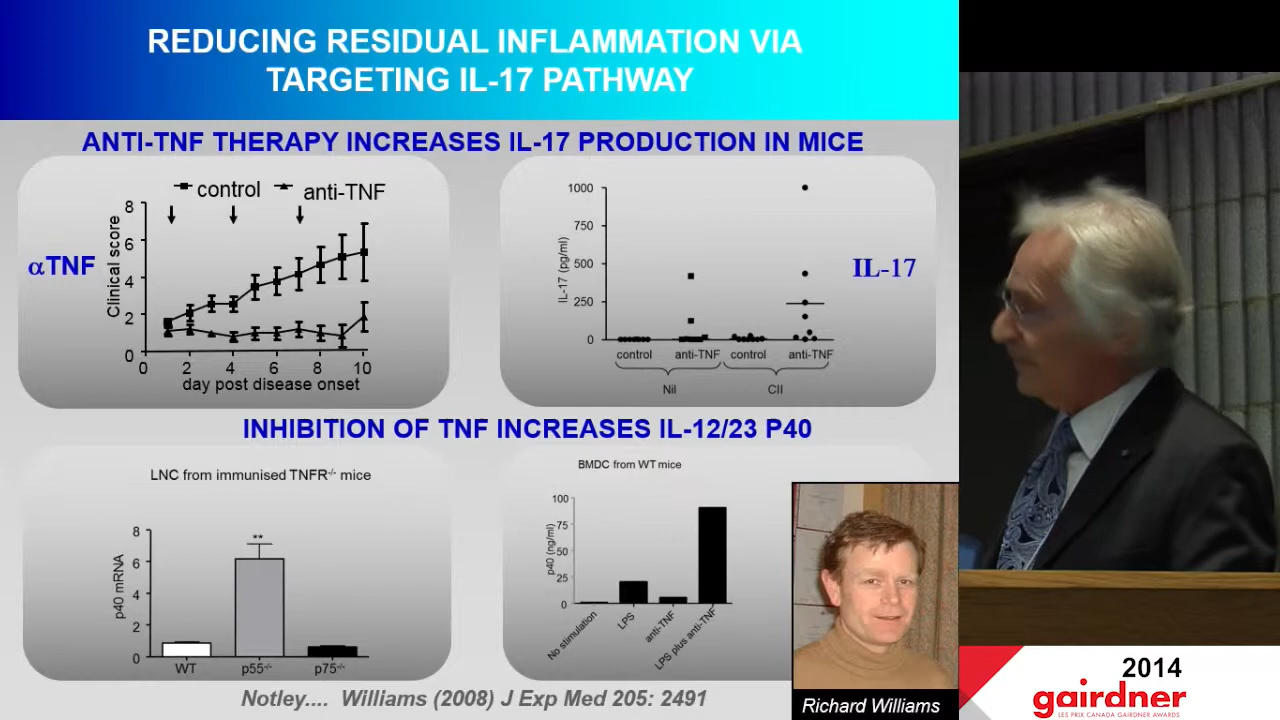 REDUCING RESIDUAL INFLAMMATION VIA
TARGETING IL-17 PATHWAY
ANTI-TNF THERAPY INCREASES IL-17 PRODUCTION IN MICE
control anti-TNF
αTNF
Clinical score
8
6
4
2
0
0 2 4 6 8 10
day post disease onset
IL-17 (pg/ml)
1000
750
500
250
0
control anti-TNF control anti-TNF
Nil CII
IL-17
INHIBITION OF TNF INCREASES IL-12/23 P40
LNC from immunised TNFR-/- mice
p40 mRNA
8
6
4
2
0
**
WT p55-/- p75-/-
BMDC from WT mice
p40 (ng/ml)
100
75
50
25
0
No stimulation
LPS
anti-TNF
LPS plus anti-TNF
Notley.... Williams (2008) J Exp Med 205: 2491
Richard Williams
2014
gairdner
LES PRIX CANADA GAIRDNER AWARDS